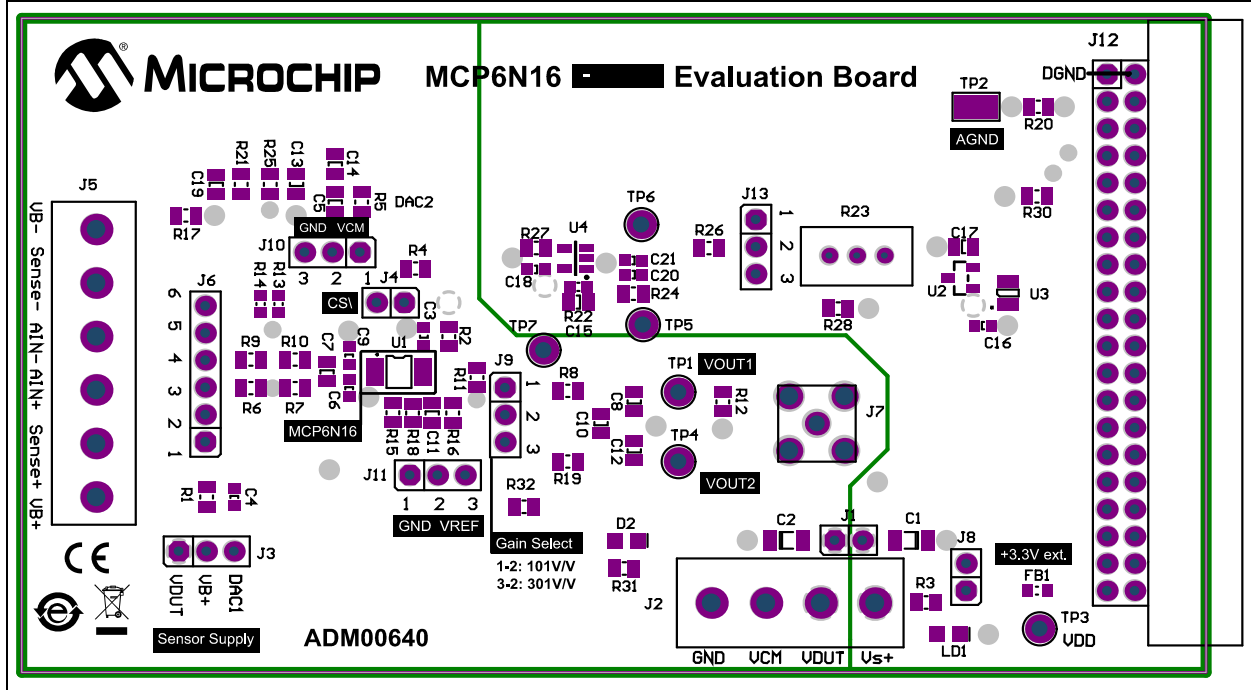 MICROCHIP ®
MCP6N16 - Evaluation Board
J12
DGND
TP2
R20
AGND
R21
R25
C13
C14
C19
C5
R5
DAC2
R17
J5
VB- Sense- AIN- AIN+ Sense+ VB+
GND VCM
J10
3 2 1
R14
R13
J4
R4
CS\
J6
6
5
4
3
2
1
C3
R2
R9
R10
C7
C9
U1
R6
R7
C6
R11
MCP6N16
R15
R18
C11
R16
J11
1 2 3
GND VREF
R1
C4
J3
VDUT
VB+
DAC1
Sensor Supply
ADM00640
CE
e
TP6
U4
R27
C18
C21
C20
R24
R22
C15
TP7
TP5
R26
J13
1
2
3
R23
R28
R30
C17
U2
U3
C16
J9
1
2
3
R8
R19
C8
C10
C12
TP1
VOUT1
R12
TP4
VOUT2
J7
R32
Gain Select
1-2: 101V/V
3-2: 301V/V
D2
R31
C2
J1
C1
J8
+3.3V ext.
FB1
R3
J2
GND VCM VDUT Vs+
LD1
TP3
VDD